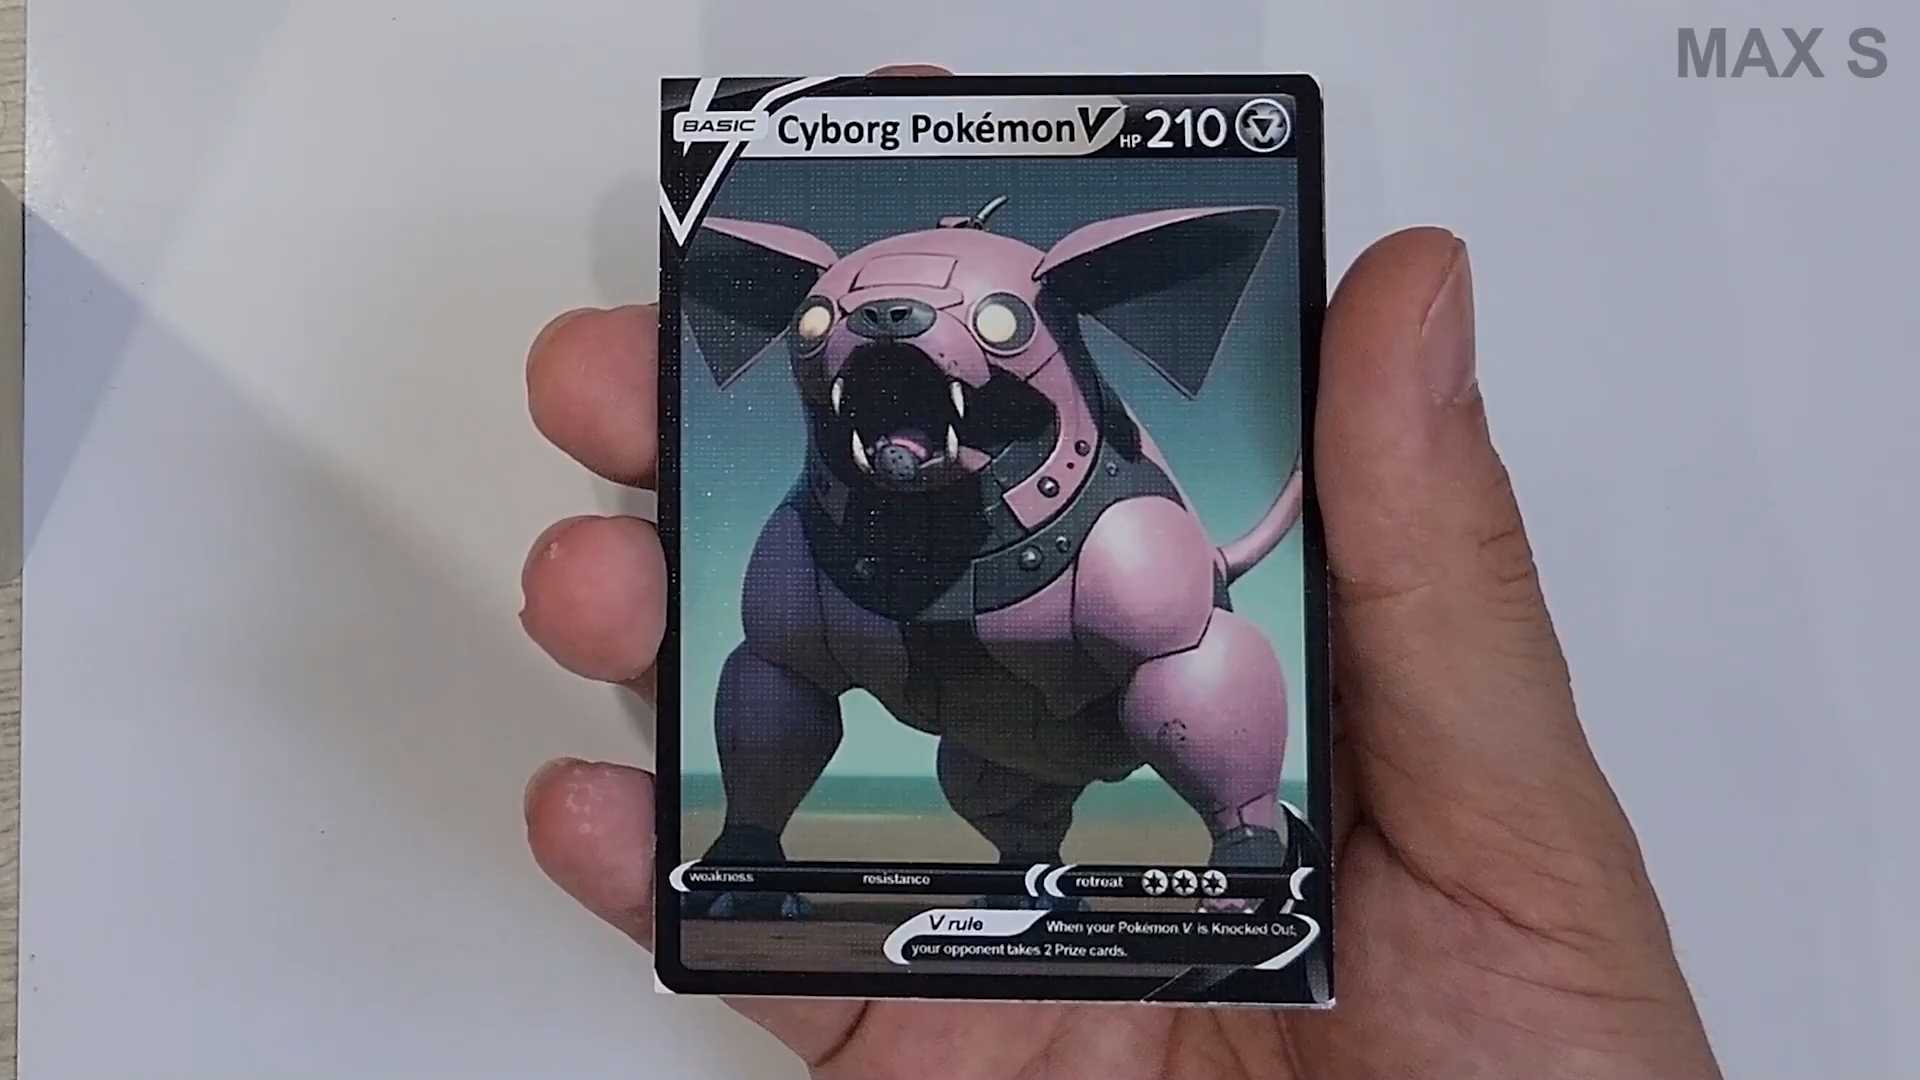 MAX S
BASIC Cyborg Pokémon V HP 210
weakness resistance retreat
V rule When your Pokémon V is Knocked Out,
your opponent takes 2 Prize cards.